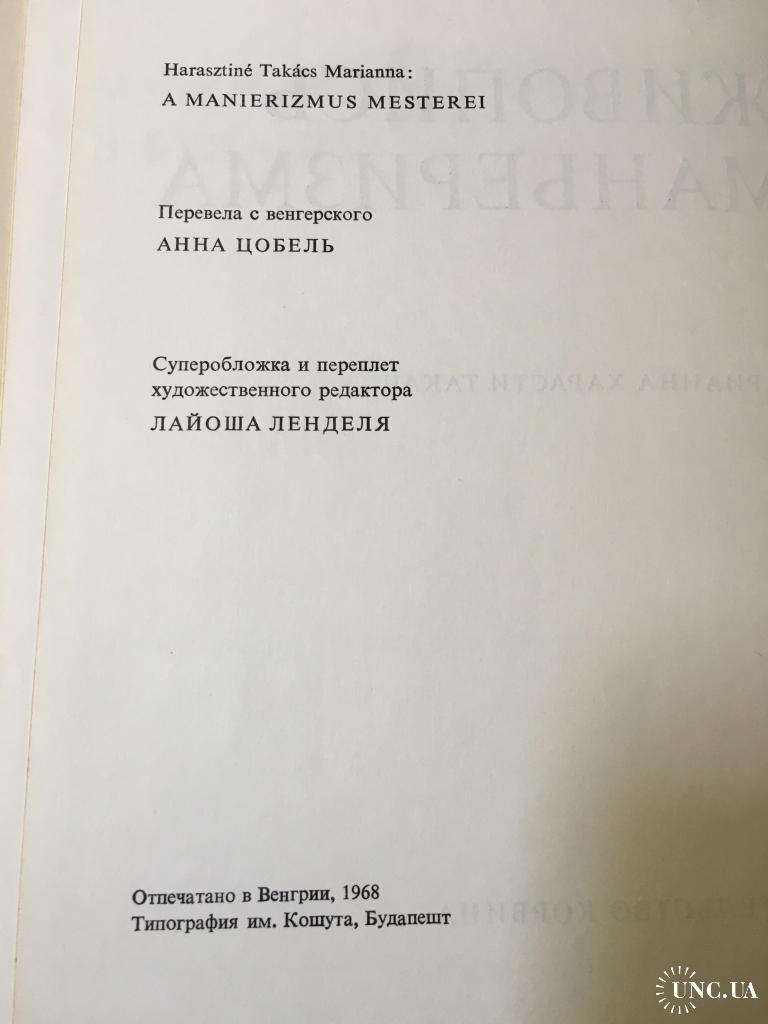 Harasztiné Takács Marianna:
A MANIERIZMUS MESTEREI
Перевела с венгерского
АННА ЦОБЕЛЬ
Суперобложка и переплет
художественного редактора
ЛАЙОША ЛЕНДЕЛЯ
Отпечатано в Венгрии, 1968
Типография им. Кошута, Будапешт
UNC.UA